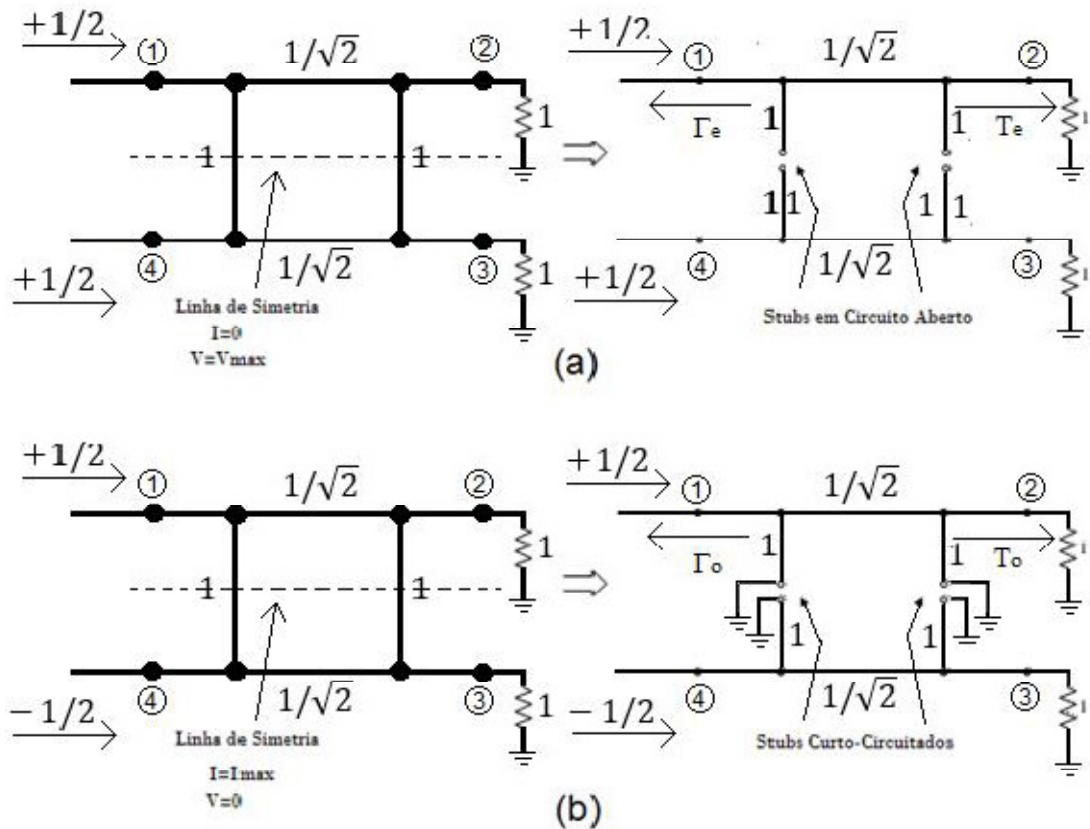 +1/2
① 1/√2 ②
1
1 1
④ 1/√2 ③
1
+1/2
Linha de Simetria
I=0
V=Vmax
+1/2
① 1/√2 ②
Γe Te
1 1 1
1 1 1 1
④ 1/√2 ③
1
+1/2
Stubs em Circuito Aberto
(a)
+1/2
① 1/√2 ②
1
1 1
④ 1/√2 ③
1
−1/2
Linha de Simetria
I=Imax
V=0
+1/2
① 1/√2 ②
Γo To
1 1 1
1 1
④ 1/√2 ③
1
−1/2
Stubs Curto-Circuitados
(b)